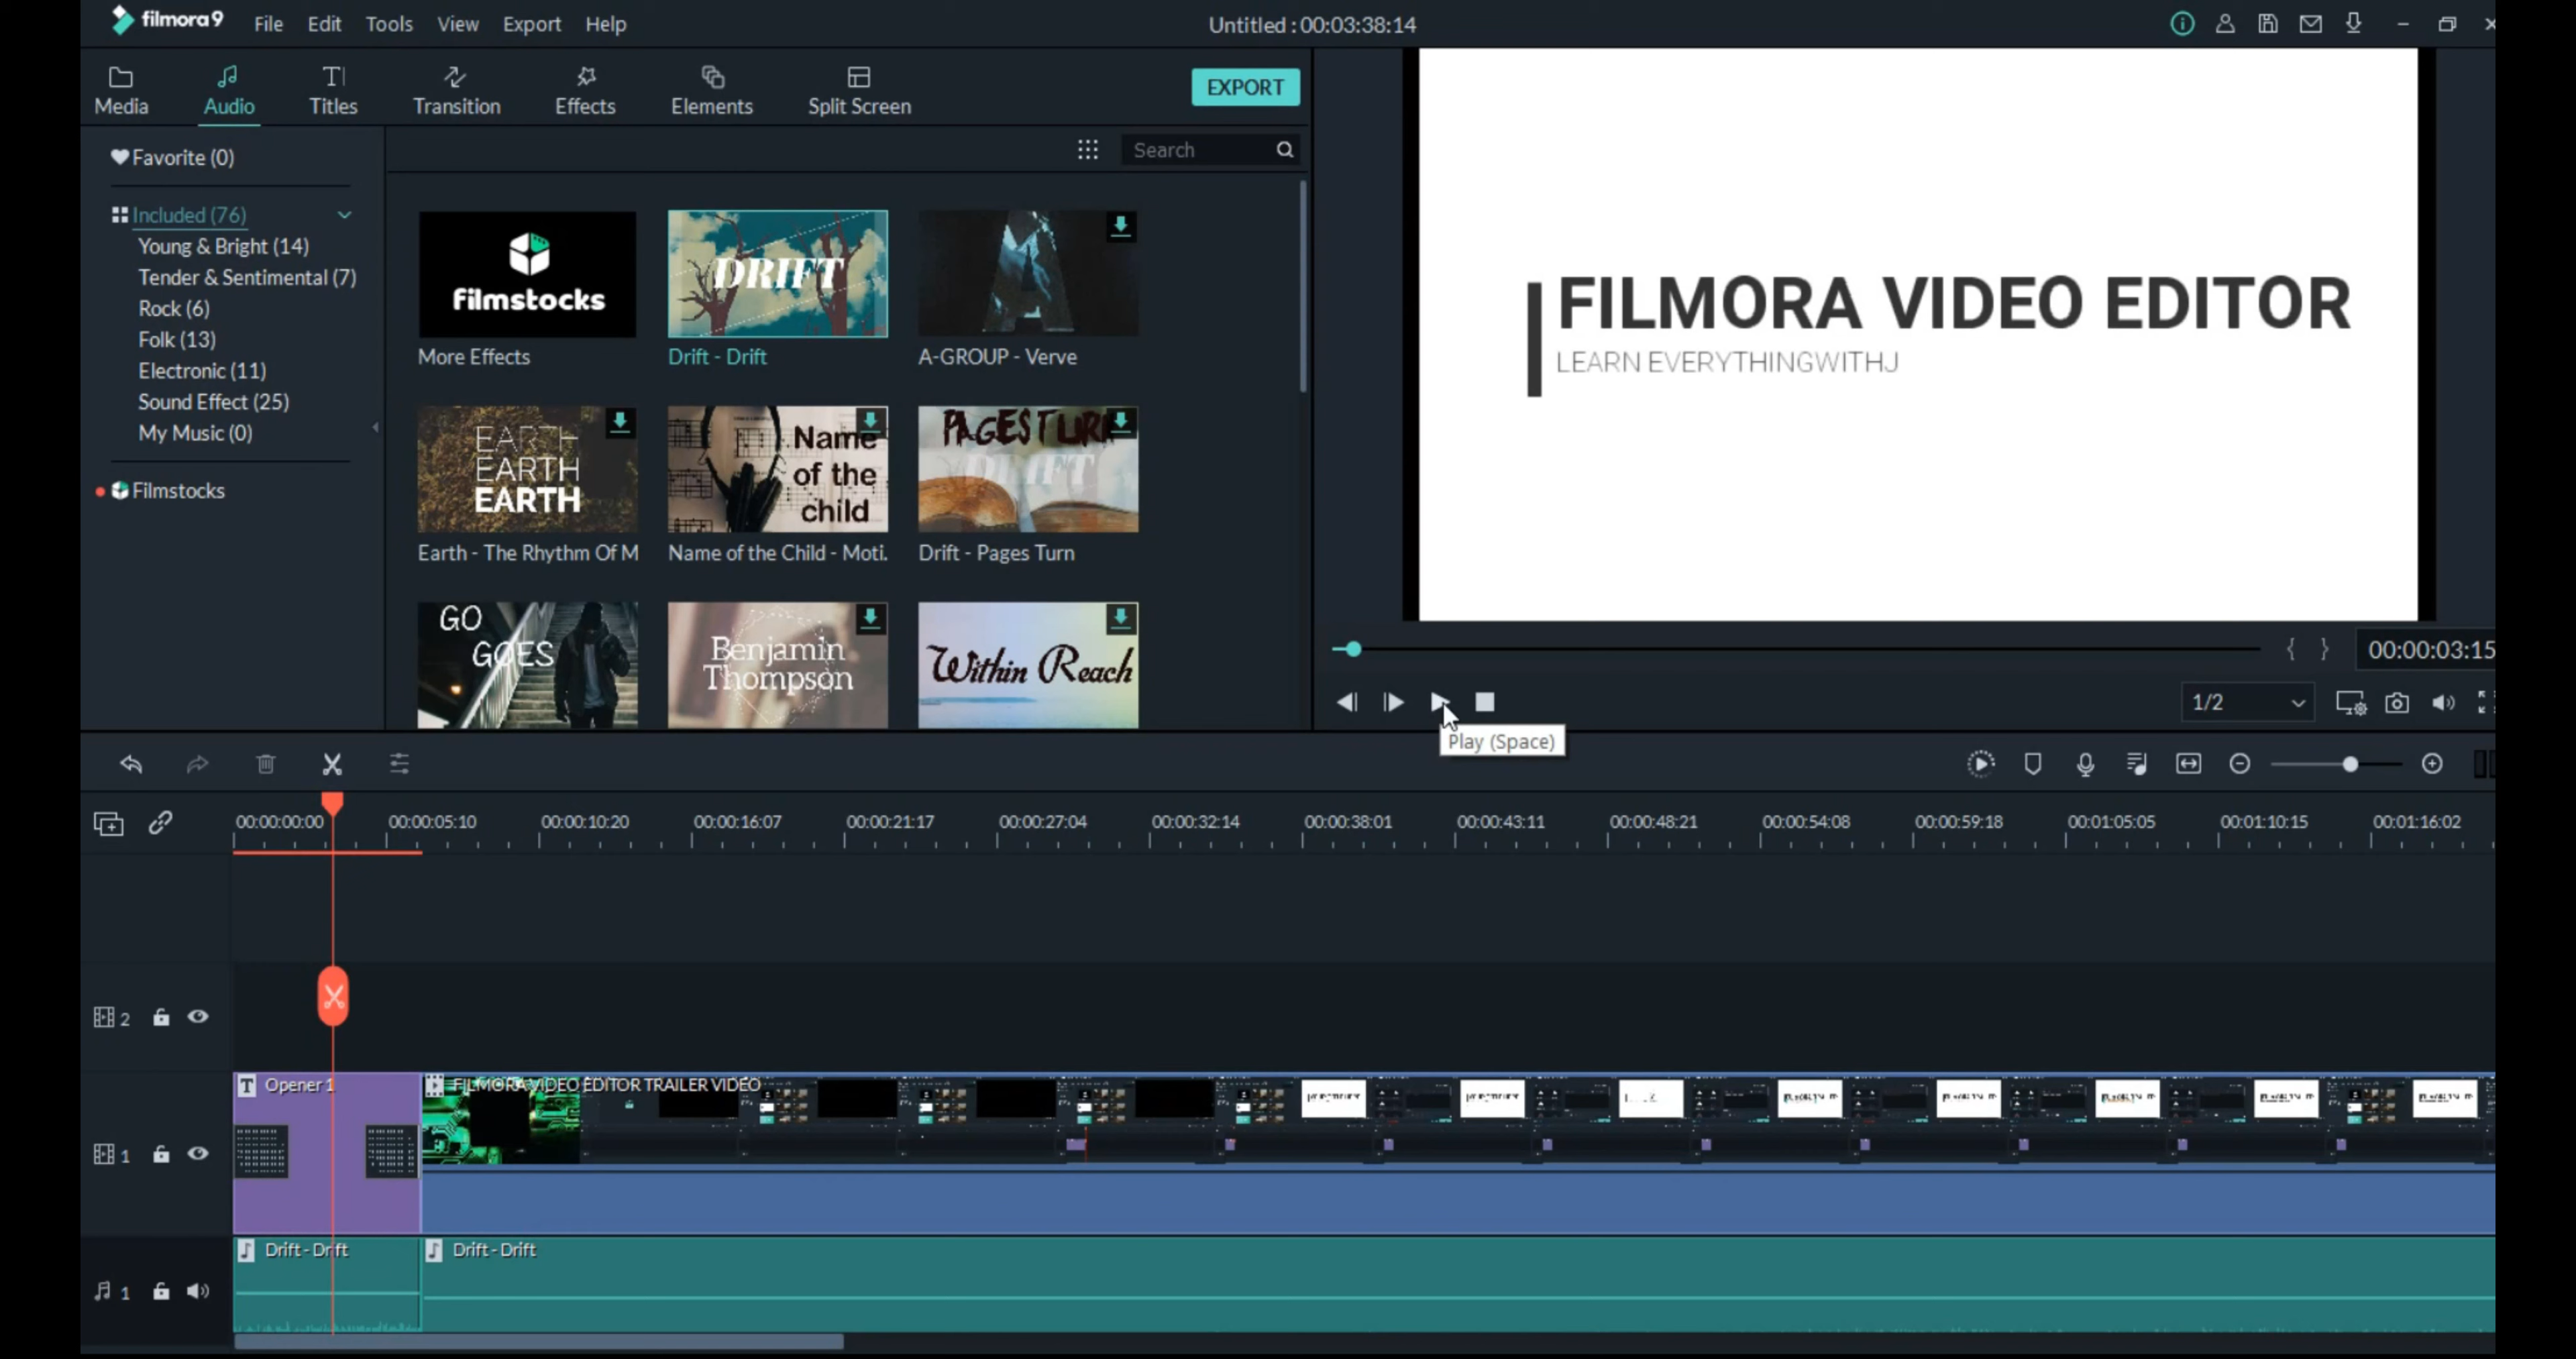 filmora9 File Edit Tools View Export Help
Untitled : 00:03:38:14
Media Audio Titles Transition Effects Elements Split Screen
EXPORT
Favorite (0)
Included (76)
Young & Bright (14)
Tender & Sentimental (7)
Rock (6)
Folk (13)
Electronic (11)
Sound Effect (25)
My Music (0)
Filmstocks
Search
filmstocks
DRIFT
A
More Effects
Drift - Drift
A-GROUP - Verve
EARTH
EARTH
EARTH
Name
of the
child
PAGES TURN
DRIFT
Earth - The Rhythm Of M
Name of the Child - Moti.
Drift - Pages Turn
GO
GOES
Benjamin
Thompson
Within Reach
FILMORA VIDEO EDITOR
LEARN EVERYTHINGWITHJ
00:00:03:15
1/2
Play (Space)
00:00:00:00 00:00:05:10 00:00:10:20 00:00:16:07 00:00:21:17 00:00:27:04 00:00:32:14 00:00:38:01 00:00:43:11 00:00:48:21 00:00:54:08 00:00:59:18 00:01:05:05 00:01:10:15 00:01:16:02
2
Opener 1
FILMORA VIDEO EDITOR TRAILER VIDEO
1
Drift - Drift
Drift - Drift
1